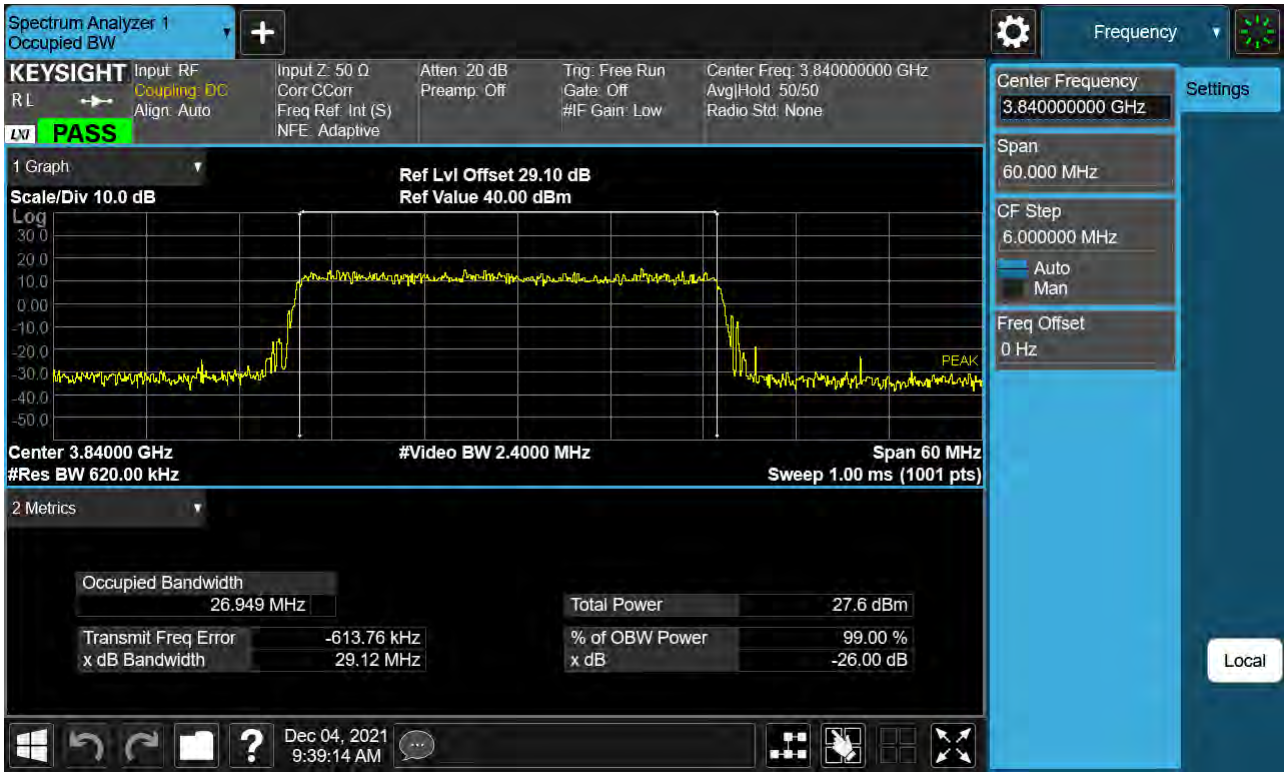 Spectrum Analyzer 1
Occupied BW
+
Frequency
KEYSIGHT
RL
LXI
PASS
Input: RF
Coupling: DC
Align: Auto
Input Z: 50 Ω
Corr CCorr
Freq Ref: Int (S)
NFE: Adaptive
Atten: 20 dB
Preamp: Off
Trig: Free Run
Gate: Off
#IF Gain: Low
Center Freq: 3.840000000 GHz
Avg|Hold: 50/50
Radio Std: None
Center Frequency
3.840000000 GHz
Settings
Span
60.000 MHz
CF Step
6.000000 MHz
Auto
Man
Freq Offset
0 Hz
Local
1 Graph
Scale/Div 10.0 dB
Ref Lvl Offset 29.10 dB
Ref Value 40.00 dBm
Log
30.0
20.0
10.0
0.00
-10.0
-20.0
-30.0
-40.0
-50.0
PEAK
Center 3.84000 GHz
#Video BW 2.4000 MHz
Span 60 MHz
#Res BW 620.00 kHz
Sweep 1.00 ms (1001 pts)
2 Metrics
Occupied Bandwidth
26.949 MHz
Total Power 27.6 dBm
Transmit Freq Error -613.76 kHz
% of OBW Power 99.00 %
x dB Bandwidth 29.12 MHz
x dB -26.00 dB
?
Dec 04, 2021
9:39:14 AM